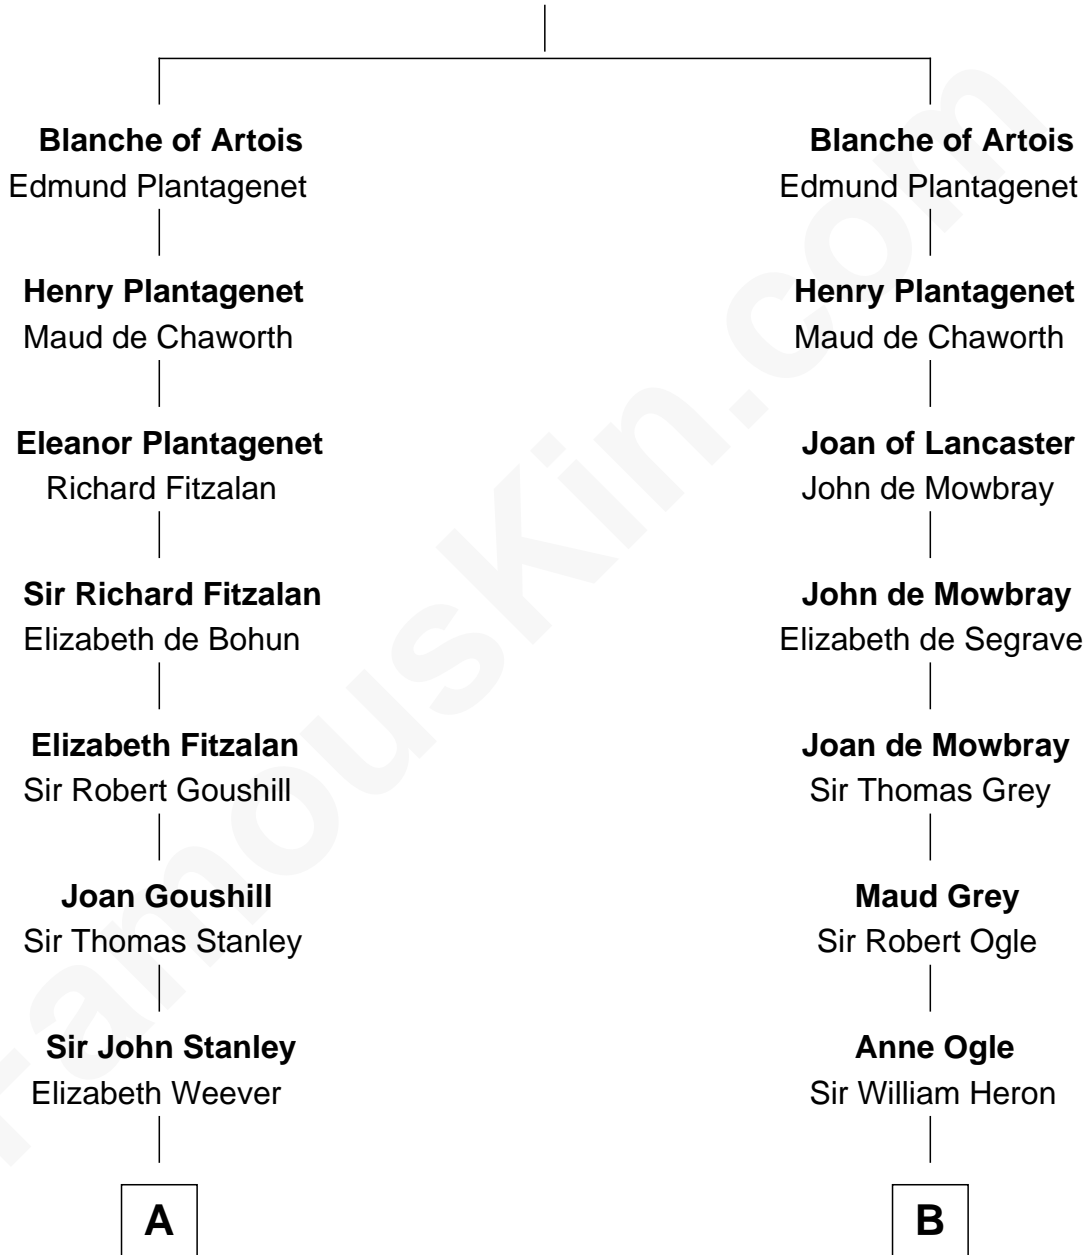 Blanche of Artois
Edmund Plantagenet
Henry Plantagenet
Maud de Chaworth
Eleanor Plantagenet
Richard Fitzalan
Sir Richard Fitzalan
Elizabeth de Bohun
Elizabeth Fitzalan
Sir Robert Goushill
Joan Goushill
Sir Thomas Stanley
Sir John Stanley
Elizabeth Weever
A
Blanche of Artois
Edmund Plantagenet
Henry Plantagenet
Maud de Chaworth
Joan of Lancaster
John de Mowbray
John de Mowbray
Elizabeth de Segrave
Joan de Mowbray
Sir Thomas Grey
Maud Grey
Sir Robert Ogle
Anne Ogle
Sir William Heron
B
FamousKin.com